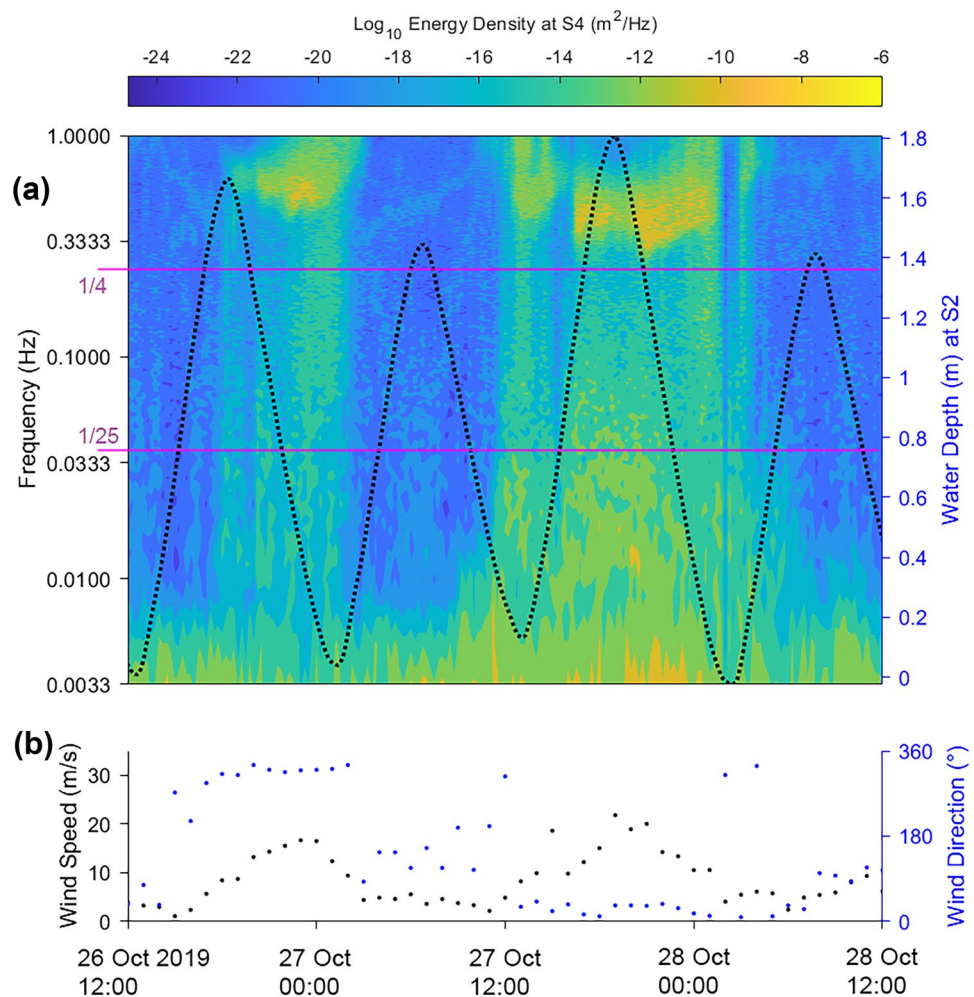 Log10 Energy Density at S4 (m2/Hz)
-24 -22 -20 -18 -16 -14 -12 -10 -8 -6
(a)
Frequency (Hz)
1.0000
0.3333
1/4
0.1000
1/25
0.0333
0.0100
0.0033
Water Depth (m) at S2
1.8
1.6
1.4
1.2
1
0.8
0.6
0.4
0.2
0
(b)
Wind Speed (m/s)
30
20
10
0
Wind Direction (°)
360
180
0
26 Oct 2019 27 Oct 27 Oct 28 Oct 28 Oct
12:00 00:00 12:00 00:00 12:00